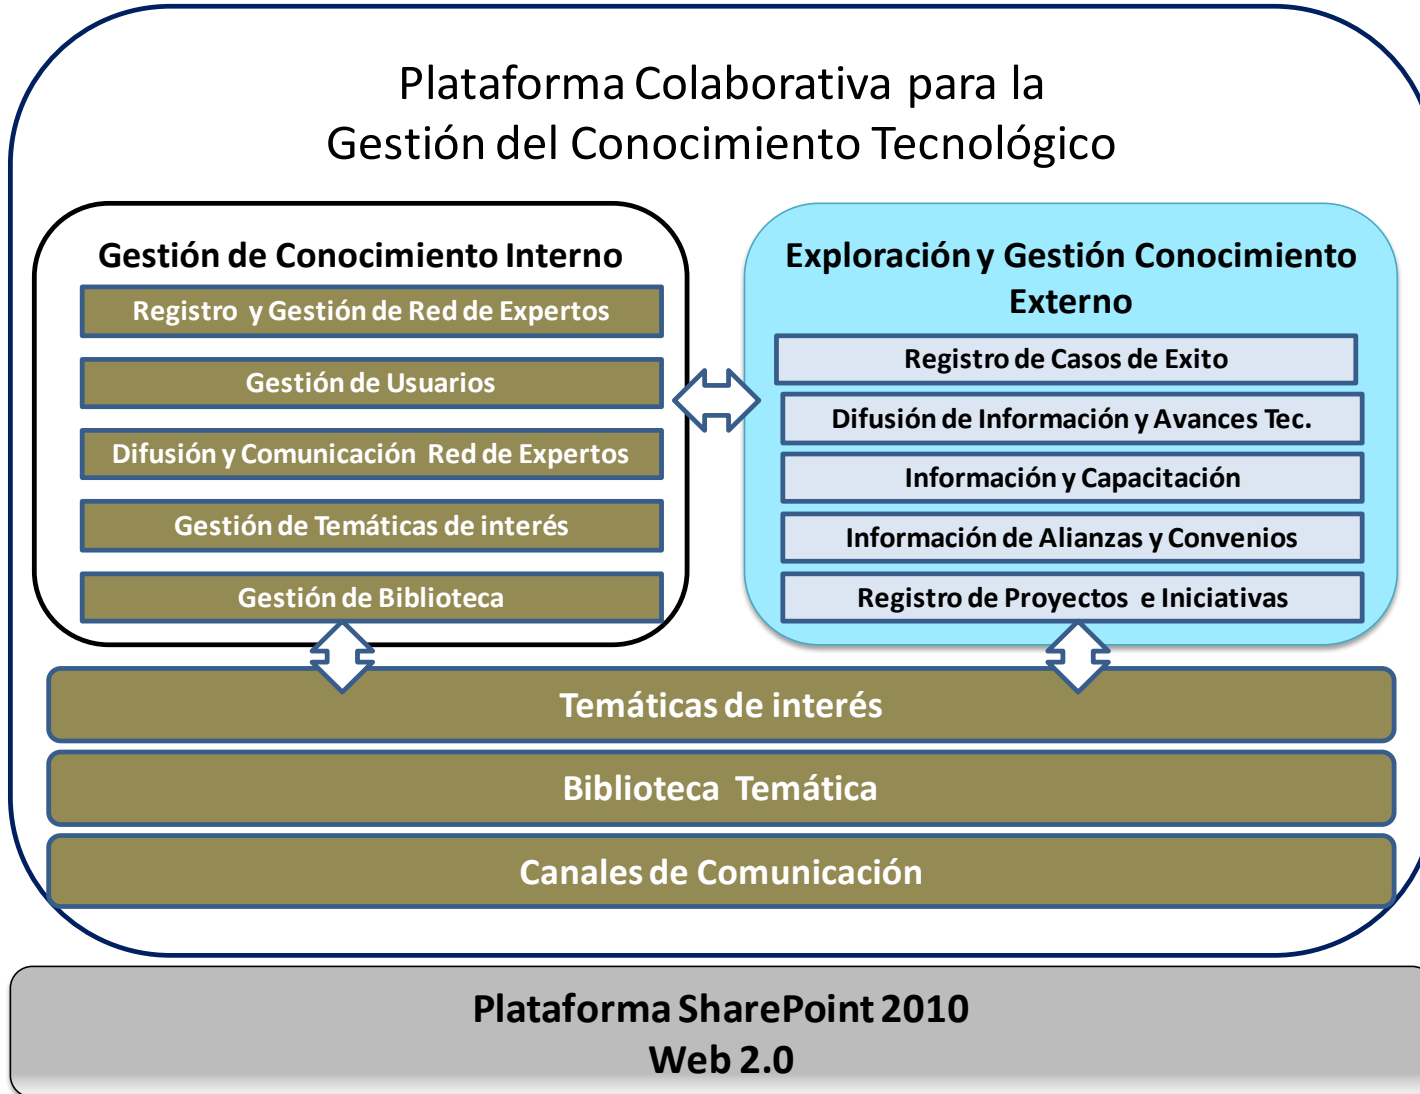 Plataforma Colaborativa para la
Gestión del Conocimiento Tecnológico
Gestión de Conocimiento Interno
Registro y Gestión de Red de Expertos
Gestión de Usuarios
Difusión y Comunicación Red de Expertos
Gestión de Temáticas de interés
Gestión de Biblioteca
Exploración y Gestión Conocimiento
Externo
Registro de Casos de Exito
Difusión de Información y Avances Tec.
Información y Capacitación
Información de Alianzas y Convenios
Registro de Proyectos e Iniciativas
Temáticas de interés
Biblioteca Temática
Canales de Comunicación
Plataforma SharePoint 2010
Web 2.0